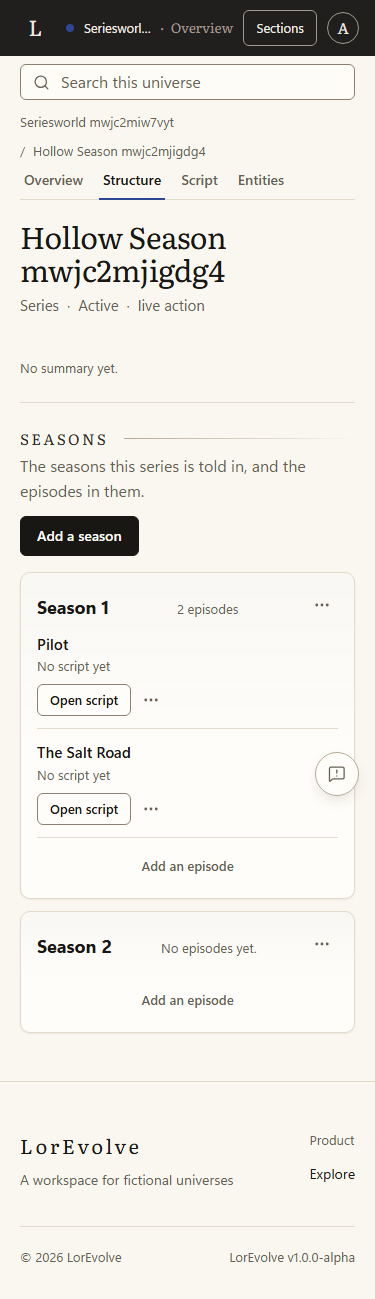 L
Seriesworl... · Overview
Sections
A
Search this universe
Seriesworld mwjc2miw7vyt
/ Hollow Season mwjc2mjigdg4
Overview Structure Script Entities
Hollow Season
mwjc2mjigdg4
Series · Active · live action
No summary yet.
SEASONS
The seasons this series is told in, and the
episodes in them.
Add a season
Season 1 2 episodes ...
Pilot
No script yet
Open script ...
The Salt Road
No script yet
Open script ...
Add an episode
Season 2 No episodes yet. ...
Add an episode
LorEvolve
A workspace for fictional universes
Product
Explore
© 2026 LorEvolve
LorEvolve v1.0.0-alpha